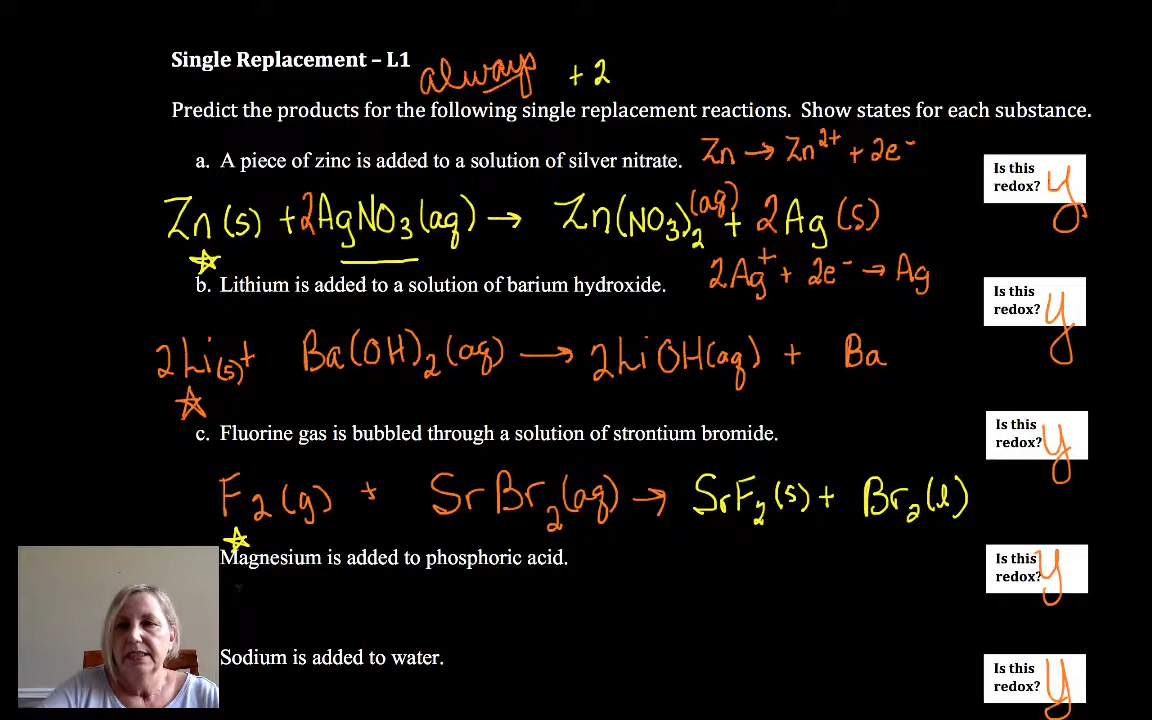 Single Replacement – L1 always +2
Predict the products for the following single replacement reactions. Show states for each substance.
a. A piece of zinc is added to a solution of silver nitrate. Zn → Zn²⁺ + 2e⁻
Is this
redox? y
Zn(s) + 2AgNO₃(aq) → Zn(NO₃)₂(aq) + 2Ag(s)
2Ag⁺ + 2e⁻ → Ag
b. Lithium is added to a solution of barium hydroxide.
Is this
redox? y
2Li(s) + Ba(OH)₂(aq) → 2LiOH(aq) + Ba
c. Fluorine gas is bubbled through a solution of strontium bromide.
Is this
redox? y
F₂(g) + SrBr₂(aq) → SrF₂(s) + Br₂(l)
Magnesium is added to phosphoric acid.
Is this
redox? y
Sodium is added to water.
Is this
redox? y